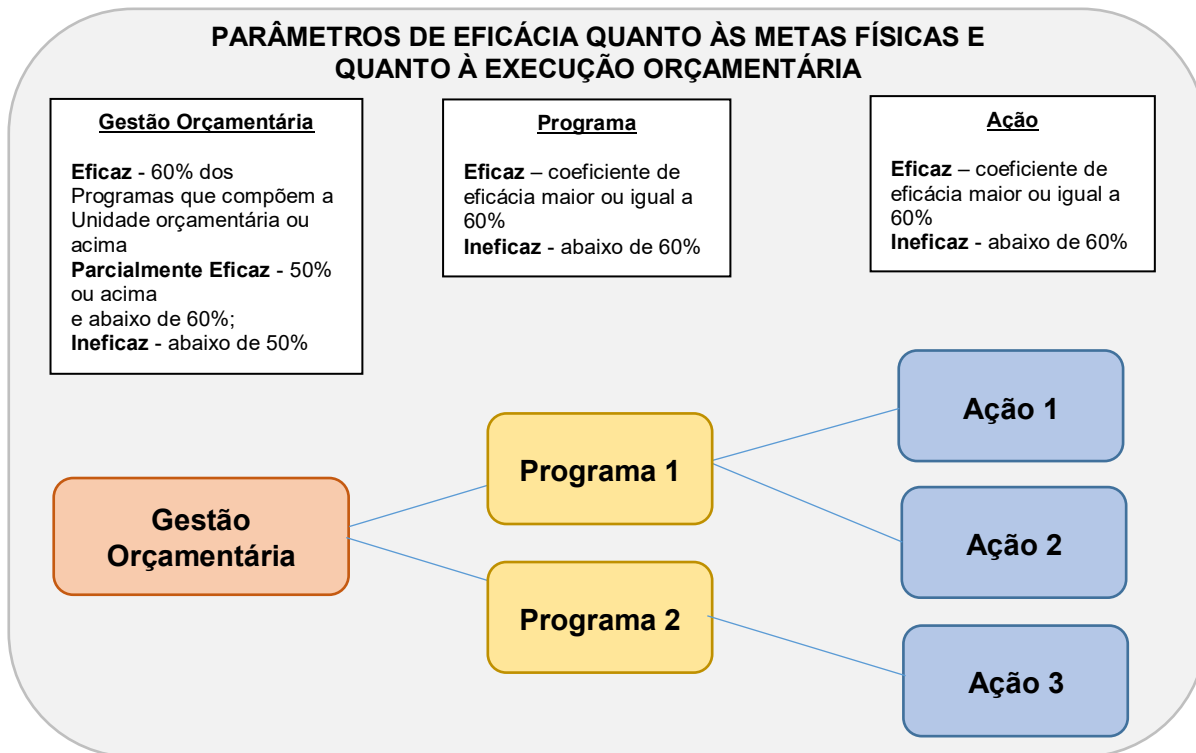 PARÂMETROS DE EFICÁCIA QUANTO ÀS METAS FÍSICAS E
QUANTO À EXECUÇÃO ORÇAMENTÁRIA
Gestão Orçamentária
Eficaz - 60% dos
Programas que compõem a
Unidade orçamentária ou
acima
Parcialmente Eficaz - 50%
ou acima
e abaixo de 60%;
Ineficaz - abaixo de 50%
Programa
Eficaz – coeficiente de
eficácia maior ou igual a
60%
Ineficaz - abaixo de 60%
Ação
Eficaz – coeficiente de
eficácia maior ou igual a
60%
Ineficaz - abaixo de 60%
Gestão
Orçamentária
Programa 1
Programa 2
Ação 1
Ação 2
Ação 3